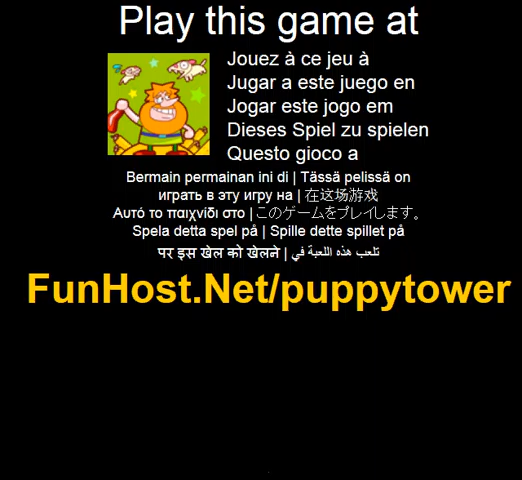 Play this game at
Jouez à ce jeu à
Jugar a este juego en
Jogar este jogo em
Dieses Spiel zu spielen
Questo gioco a
Bermain permainan ini di | Tässä pelissä on
играть в эту игру на | 在这场游戏
Αυτό το παιχνίδι στο | このゲームをプレイします。
Spela detta spel på | Spille dette spillet på
पर इस खेल को खेलने | تلعب هذه اللعبة في
FunHost.Net/puppytower